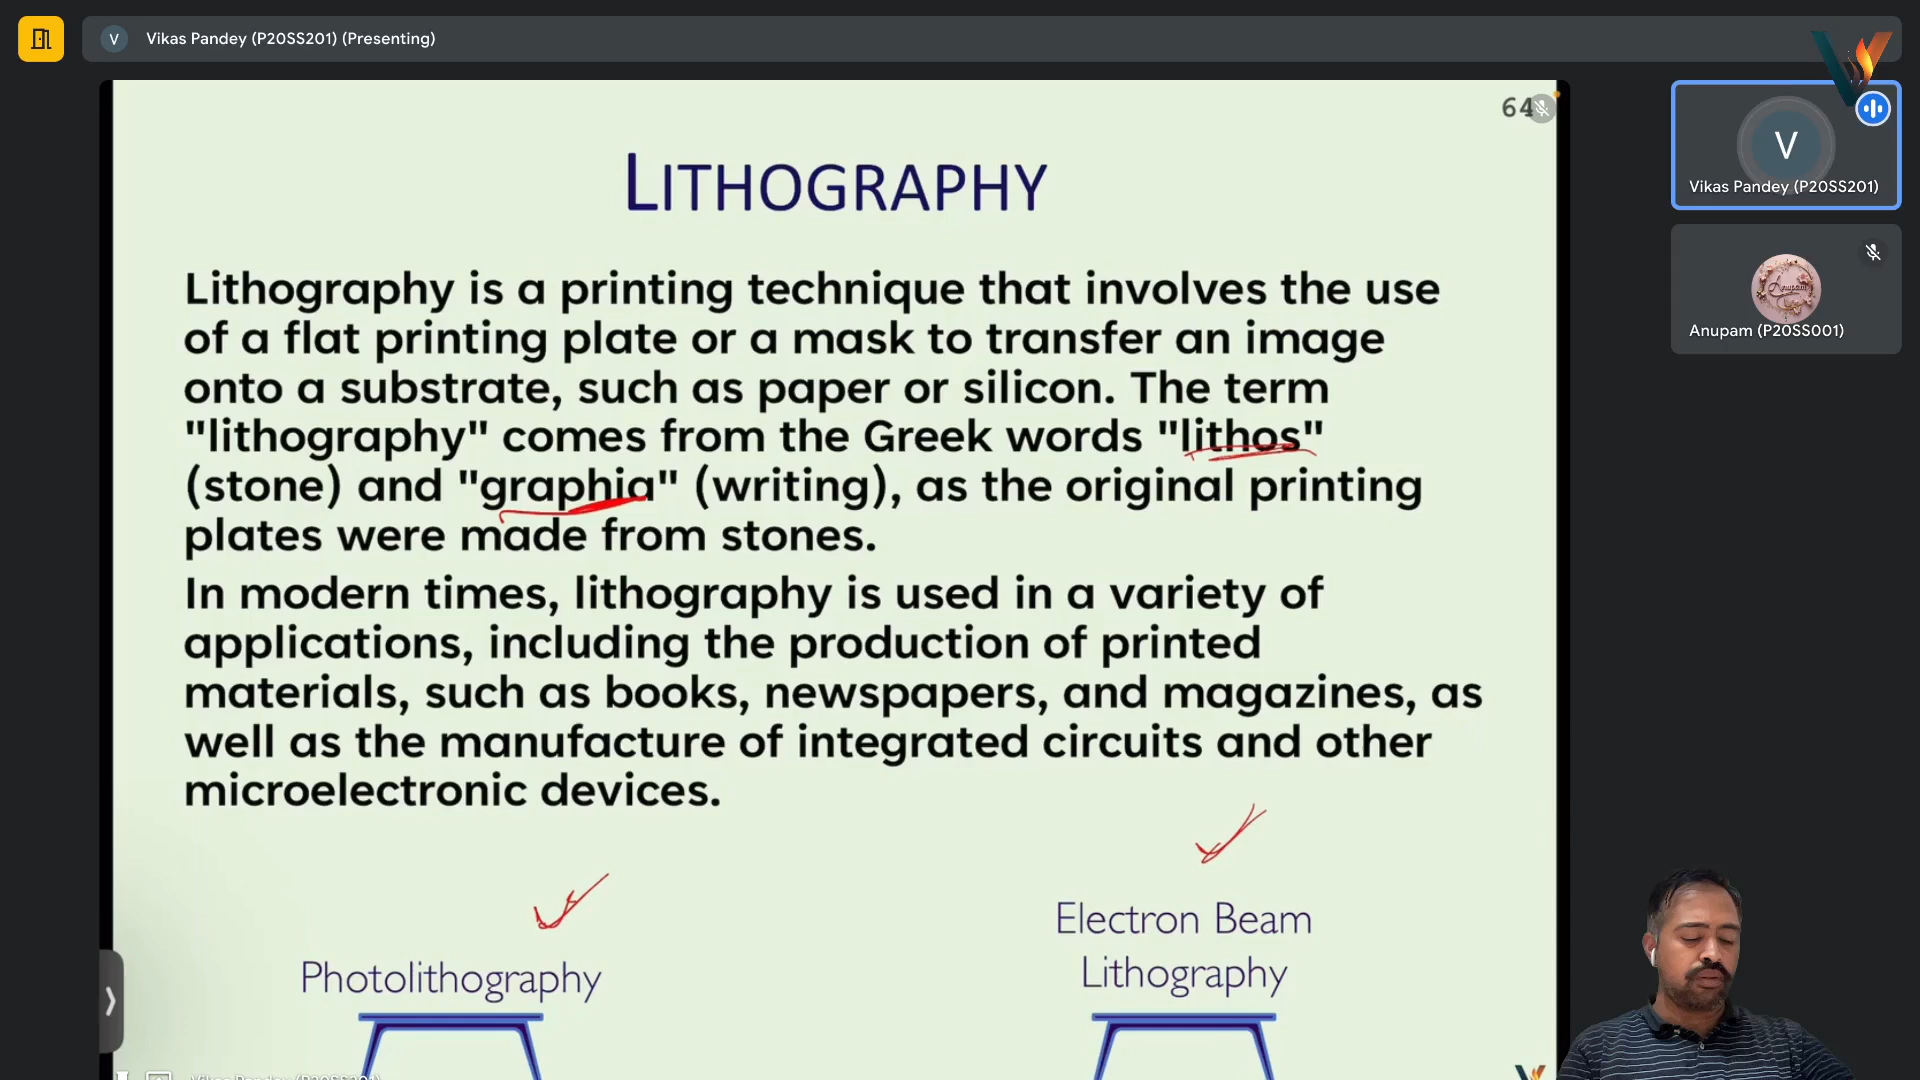 V Vikas Pandey (P20SS201) (Presenting)
64
LITHOGRAPHY
Lithography is a printing technique that involves the use
of a flat printing plate or a mask to transfer an image
onto a substrate, such as paper or silicon. The term
"lithography" comes from the Greek words "lithos"
(stone) and "graphia" (writing), as the original printing
plates were made from stones.
In modern times, lithography is used in a variety of
applications, including the production of printed
materials, such as books, newspapers, and magazines, as
well as the manufacture of integrated circuits and other
microelectronic devices.
Photolithography
Electron Beam
Lithography
V
Vikas Pandey (P20SS201)
Anupam
Anupam (P20SS001)
Vikas Pandey (P20SS201)